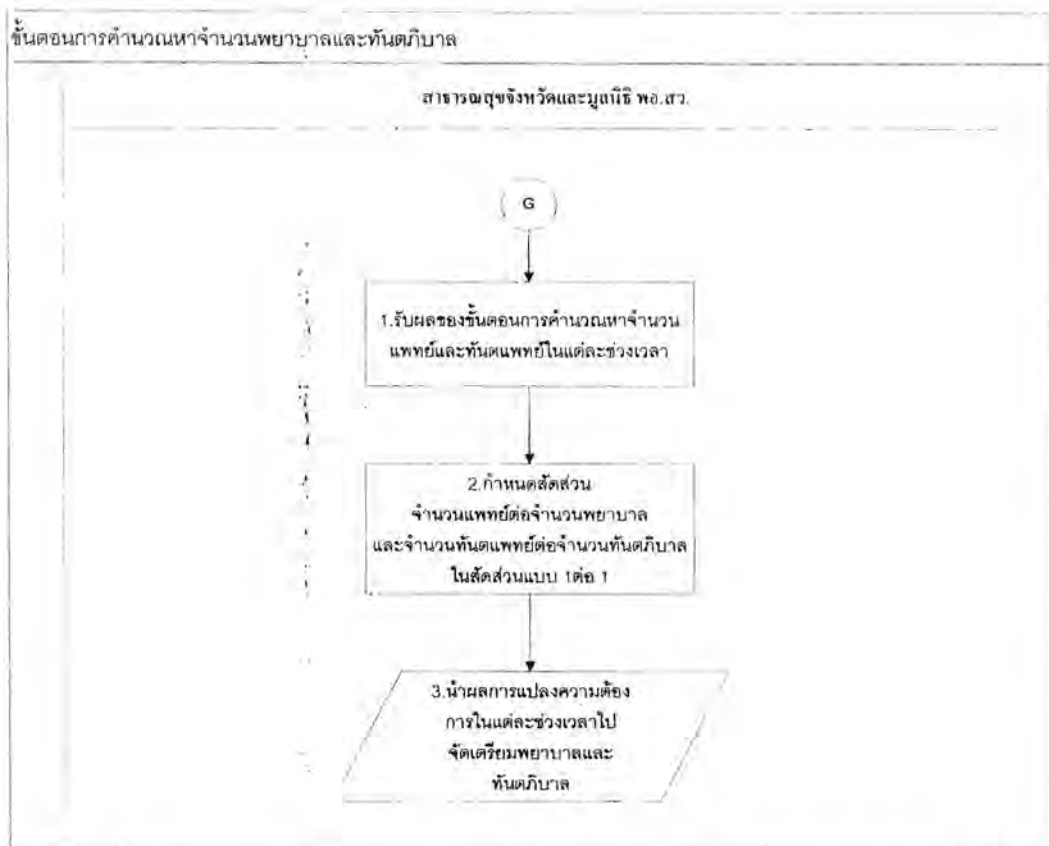 ขั้นตอนการคำนวณหาจำนวนพยาบาลและทันตภิบาล
สาธารณสุขจังหวัดและมูลนิธิ พอ.สว.
G
1.รับผลของขั้นตอนการคำนวณหาจำนวน
แพทย์และทันตแพทย์ในแต่ละช่วงเวลา
2.กำหนดสัดส่วน
จำนวนแพทย์ต่อจำนวนพยาบาล
และจำนวนทันตแพทย์ต่อจำนวนทันตภิบาล
ในสัดส่วนแบบ 1ต่อ 1
3.นำผลการแปลงความต้อง
การในแต่ละช่วงเวลาไป
จัดเตรียมพยาบาลและ
ทันตภิบาล